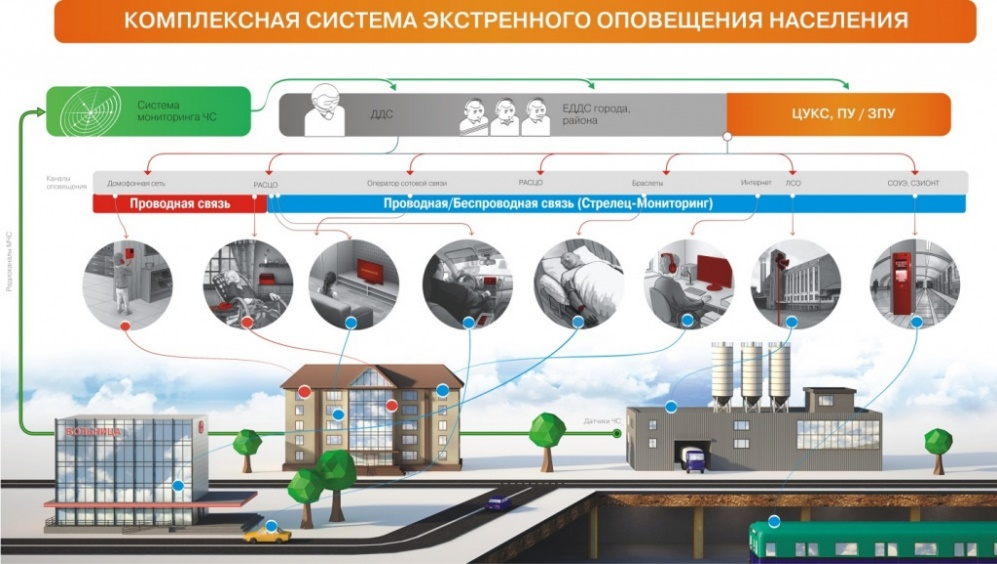 КОМПЛЕКСНАЯ СИСТЕМА ЭКСТРЕННОГО ОПОВЕЩЕНИЯ НАСЕЛЕНИЯ
Система
мониторинга ЧС
ДДС
ЕДДС города,
района
ЦУКС, ПУ / ЗПУ
Каналы
оповещения
Домофонная сеть
РАСЦО
Оператор сотовой связи
РАСЦО
Браслеты
Интернет
ЛСО
СОУЭ, СЗИОНТ
Проводная связь
Проводная/Беспроводная связь (Стрелец-Мониторинг)
Радиоканалы МЧС
Датчики ЧС
БОЛЬНИЦА